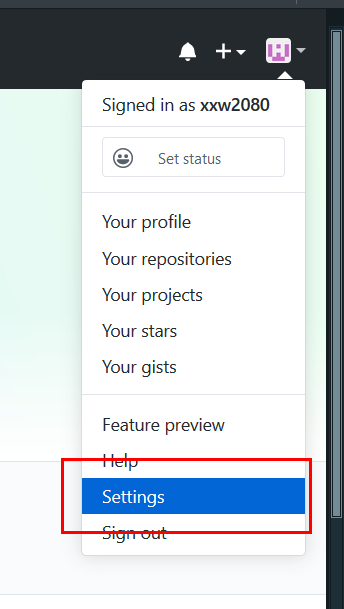 Signed in as xxw2080
Set status
Your profile
Your repositories
Your projects
Your stars
Your gists
Feature preview
Help
Settings
Sign out